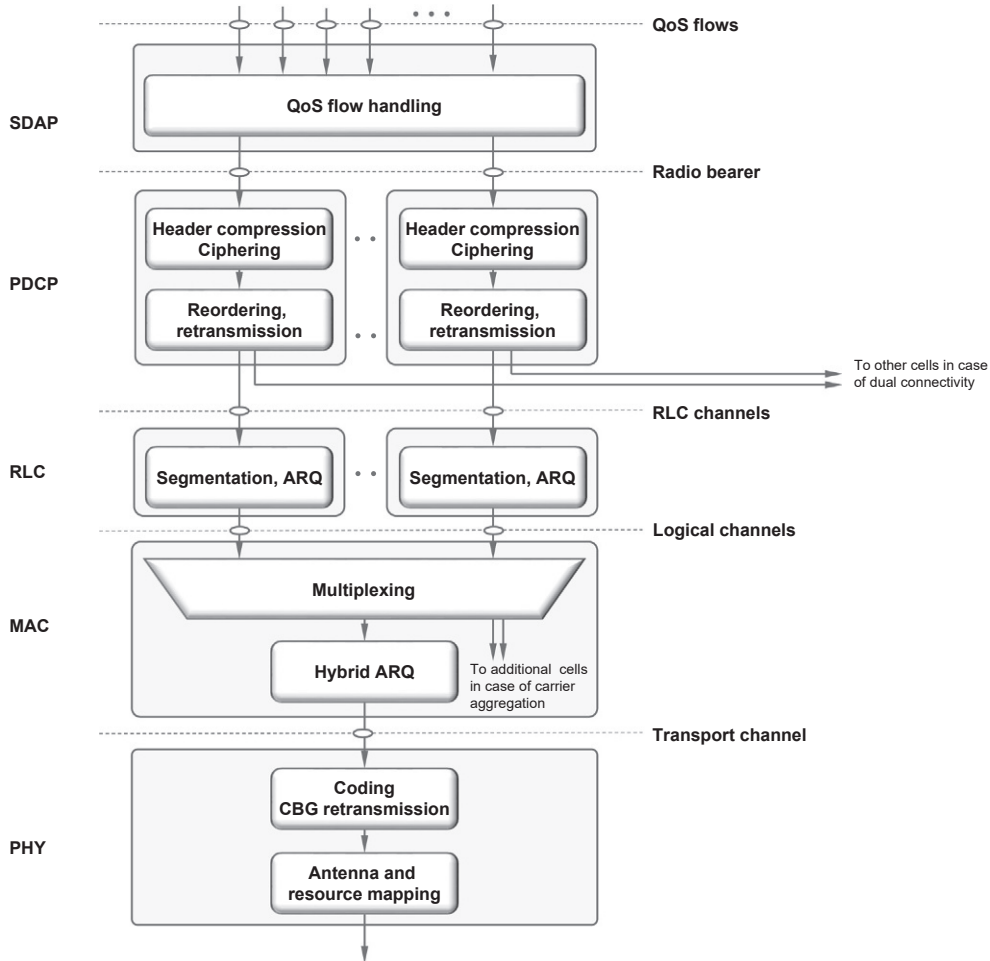 QoS flows
SDAP
QoS flow handling
Radio bearer
PDCP
Header compression
Ciphering
Header compression
Ciphering
Reordering,
retransmission
Reordering,
retransmission
To other cells in case
of dual connectivity
RLC channels
RLC
Segmentation, ARQ
Segmentation, ARQ
Logical channels
MAC
Multiplexing
Hybrid ARQ
To additional cells
in case of carrier
aggregation
Transport channel
PHY
Coding
CBG retransmission
Antenna and
resource mapping